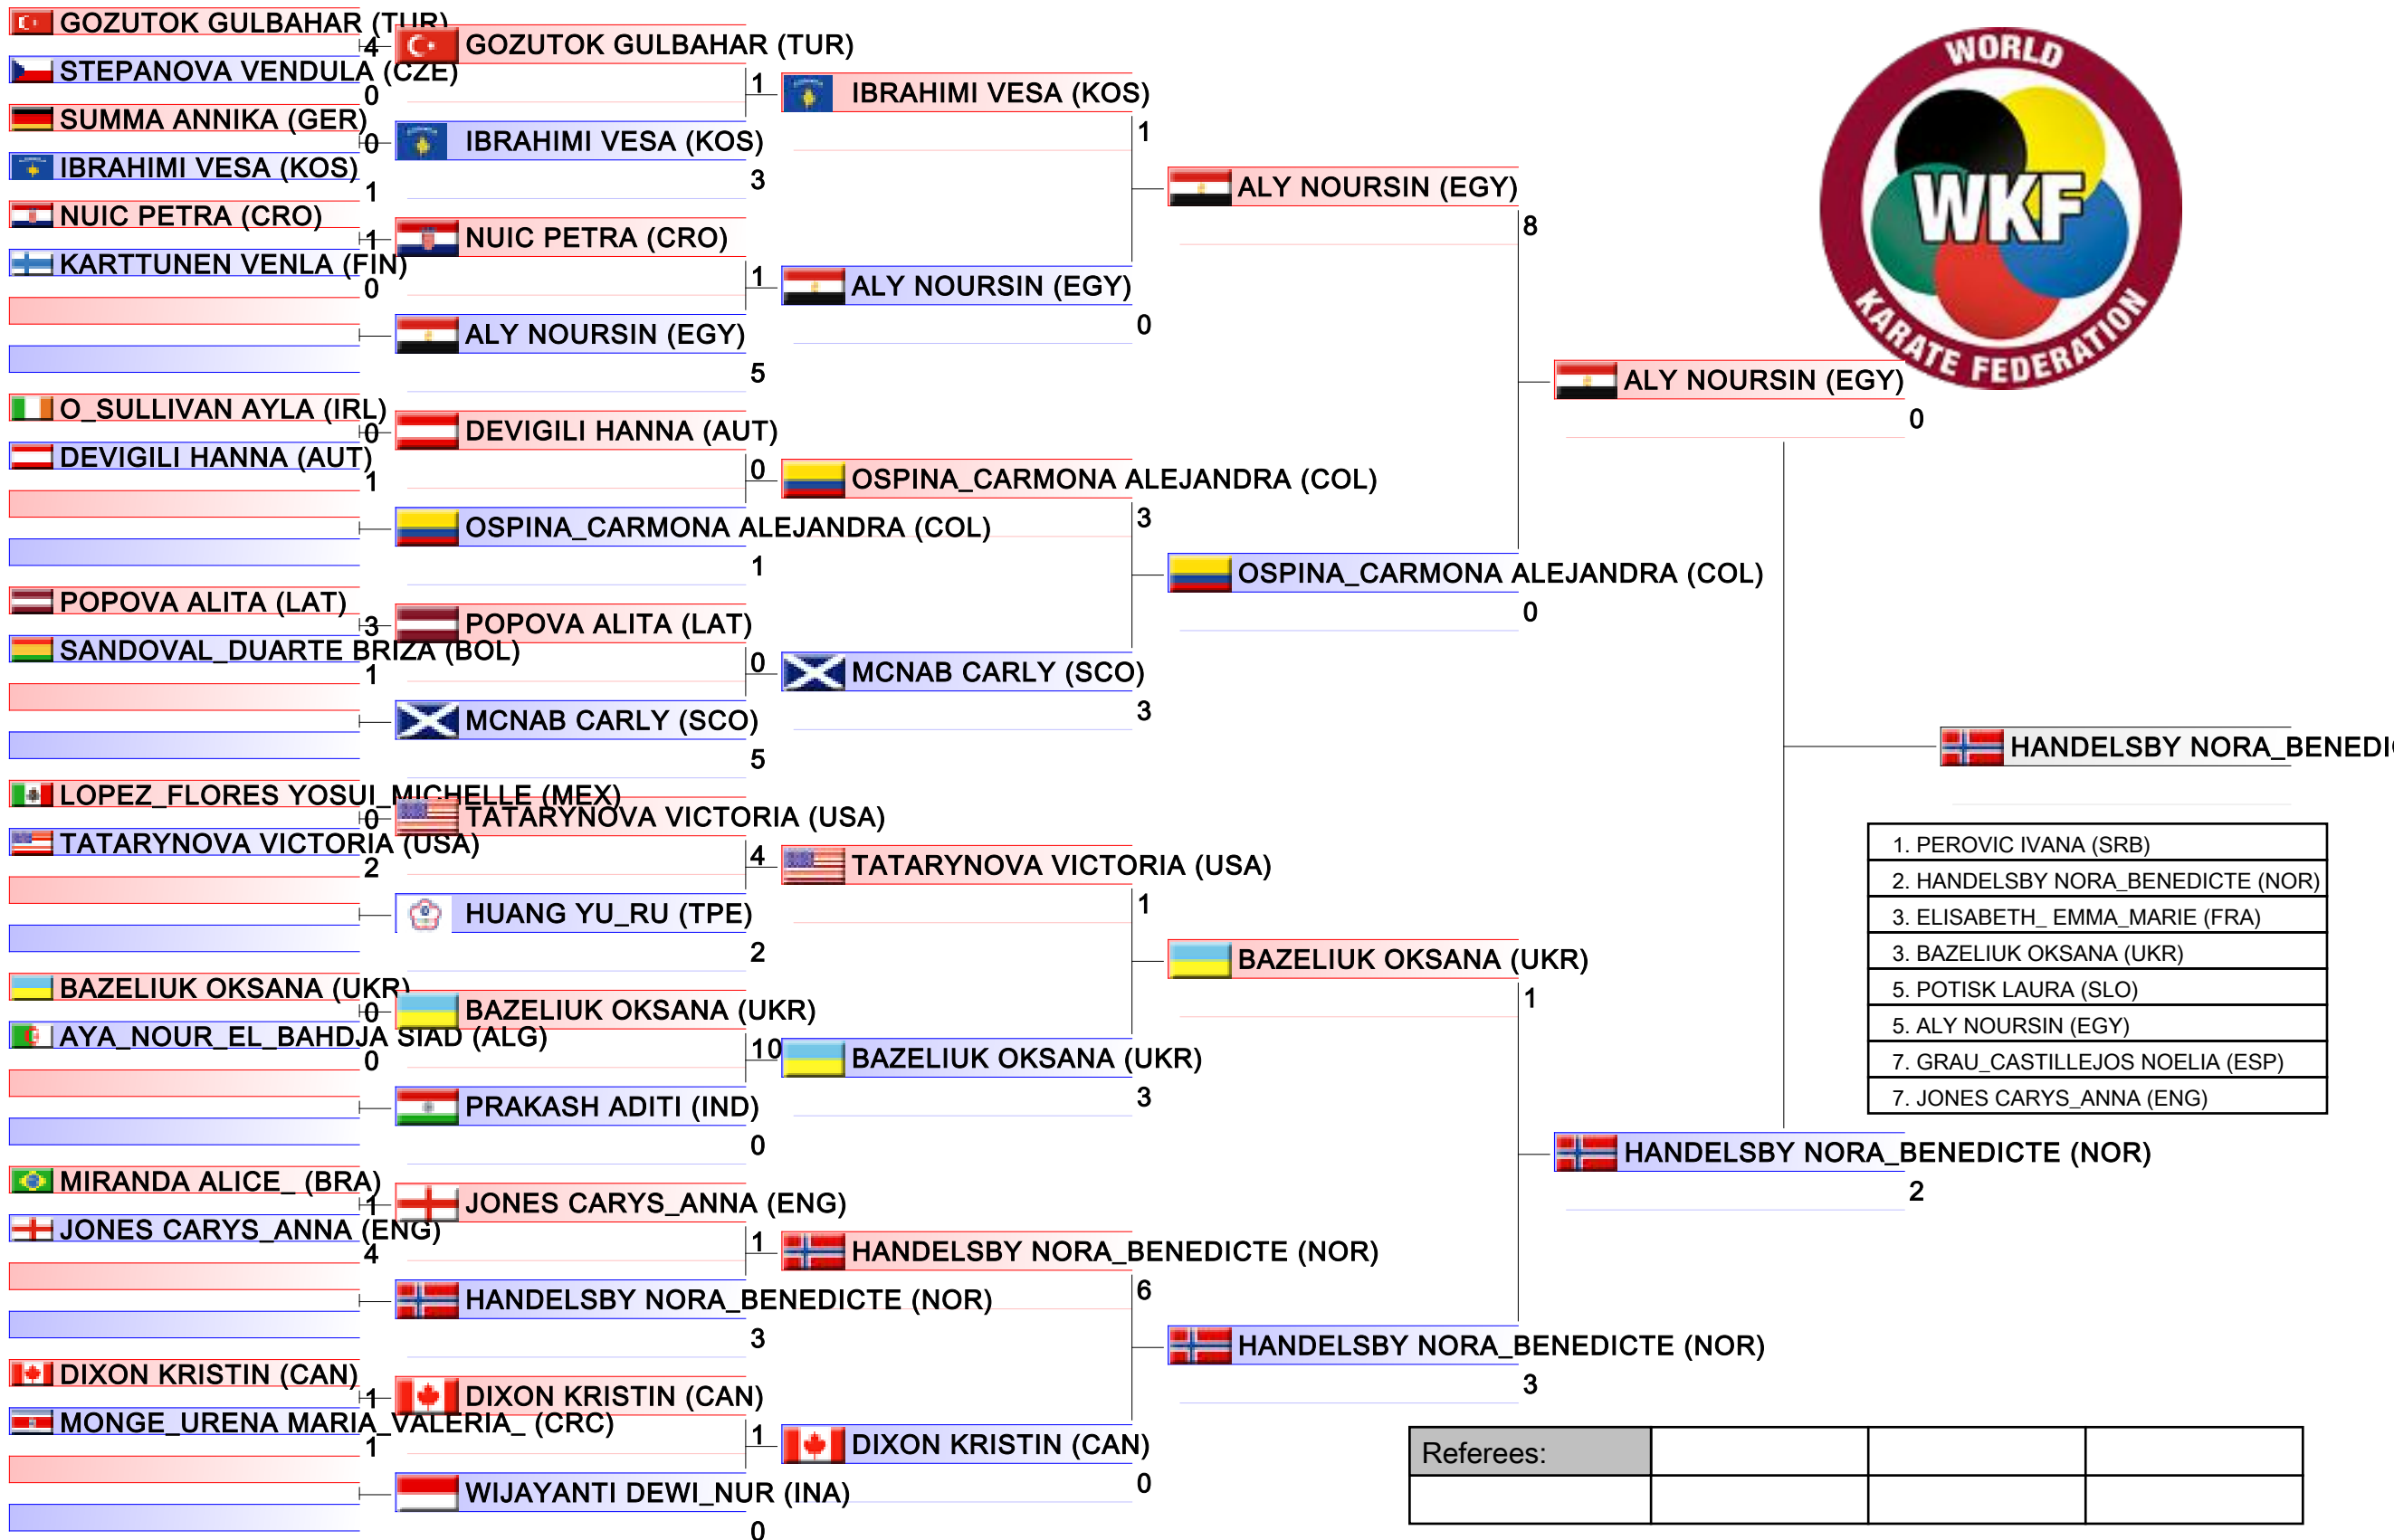 GOZUTOK GULBAHAR (TUR)
4
STEPANOVA VENDULA (CZE)
0
SUMMA ANNIKA (GER)
0
IBRAHIMI VESA (KOS)
1
NUIC PETRA (CRO)
1
KARTTUNEN VENLA (FIN)
0
O_SULLIVAN AYLA (IRL)
0
DEVIGILI HANNA (AUT)
1
POPOVA ALITA (LAT)
3
SANDOVAL_DUARTE BRIZA (BOL)
1
LOPEZ_FLORES YOSUI_MICHELLE (MEX)
0
TATARYNOVA VICTORIA (USA)
2
BAZELIUK OKSANA (UKR)
0
AYA_NOUR_EL_BAHDJA SIAD (ALG)
0
MIRANDA ALICE_ (BRA)
1
JONES CARYS_ANNA (ENG)
4
DIXON KRISTIN (CAN)
1
MONGE_URENA MARIA_VALERIA_ (CRC)
1
GOZUTOK GULBAHAR (TUR)
1
IBRAHIMI VESA (KOS)
3
NUIC PETRA (CRO)
1
ALY NOURSIN (EGY)
5
DEVIGILI HANNA (AUT)
0
OSPINA_CARMONA ALEJANDRA (COL)
1
POPOVA ALITA (LAT)
0
MCNAB CARLY (SCO)
5
TATARYNOVA VICTORIA (USA)
4
HUANG YU_RU (TPE)
2
BAZELIUK OKSANA (UKR)
10
PRAKASH ADITI (IND)
0
JONES CARYS_ANNA (ENG)
1
HANDELSBY NORA_BENEDICTE (NOR)
3
DIXON KRISTIN (CAN)
1
WIJAYANTI DEWI_NUR (INA)
0
IBRAHIMI VESA (KOS)
1
ALY NOURSIN (EGY)
0
OSPINA_CARMONA ALEJANDRA (COL)
3
MCNAB CARLY (SCO)
3
TATARYNOVA VICTORIA (USA)
1
BAZELIUK OKSANA (UKR)
3
HANDELSBY NORA_BENEDICTE (NOR)
6
DIXON KRISTIN (CAN)
0
ALY NOURSIN (EGY)
8
OSPINA_CARMONA ALEJANDRA (COL)
0
BAZELIUK OKSANA (UKR)
1
HANDELSBY NORA_BENEDICTE (NOR)
3
ALY NOURSIN (EGY)
0
HANDELSBY NORA_BENEDICTE (NOR)
2
WORLD
WKF
KARATE FEDERATION
HANDELSBY NORA_BENEDI
1. PEROVIC IVANA (SRB)
2. HANDELSBY NORA_BENEDICTE (NOR)
3. ELISABETH_ EMMA_MARIE (FRA)
3. BAZELIUK OKSANA (UKR)
5. POTISK LAURA (SLO)
5. ALY NOURSIN (EGY)
7. GRAU_CASTILLEJOS NOELIA (ESP)
7. JONES CARYS_ANNA (ENG)
Referees: